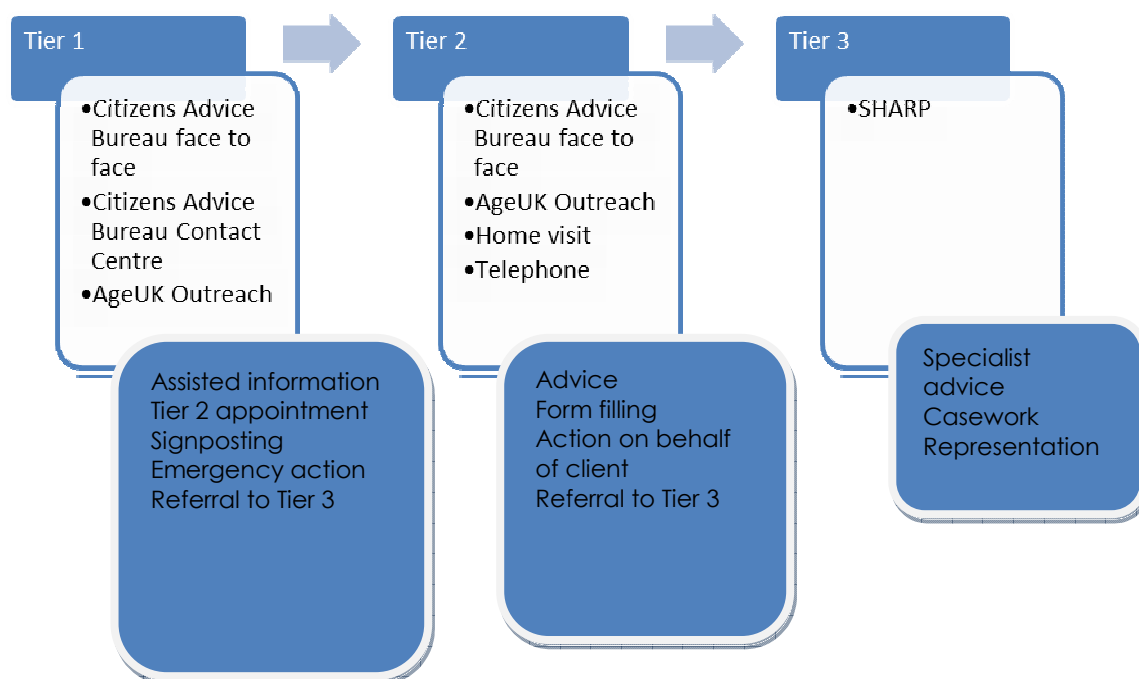 Tier 1
•Citizens Advice
Bureau face to
face
•Citizens Advice
Bureau Contact
Centre
•AgeUK Outreach
Assisted information
Tier 2 appointment
Signposting
Emergency action
Referral to Tier 3
Tier 2
•Citizens Advice
Bureau face to
face
•AgeUK Outreach
•Home visit
•Telephone
Advice
Form filling
Action on behalf
of client
Referral to Tier 3
Tier 3
•SHARP
Specialist
advice
Casework
Representation